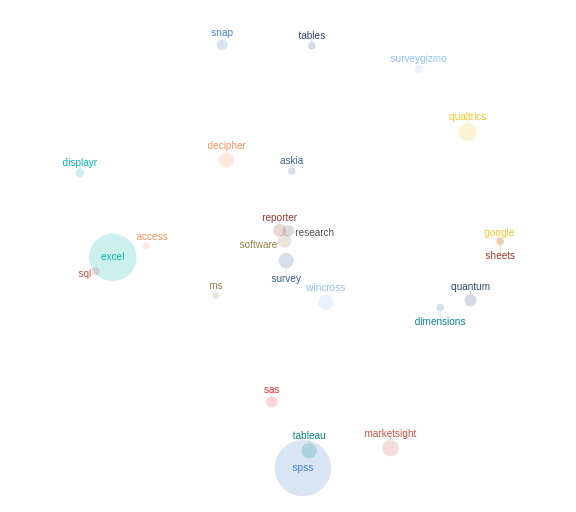 snap
tables
surveygizmo
qualtrics
decipher
askia
displayr
reporter
research
google
access
software
excel
sheets
sql
survey
ms
wincross
quantum
dimensions
sas
tableau
marketsight
spss